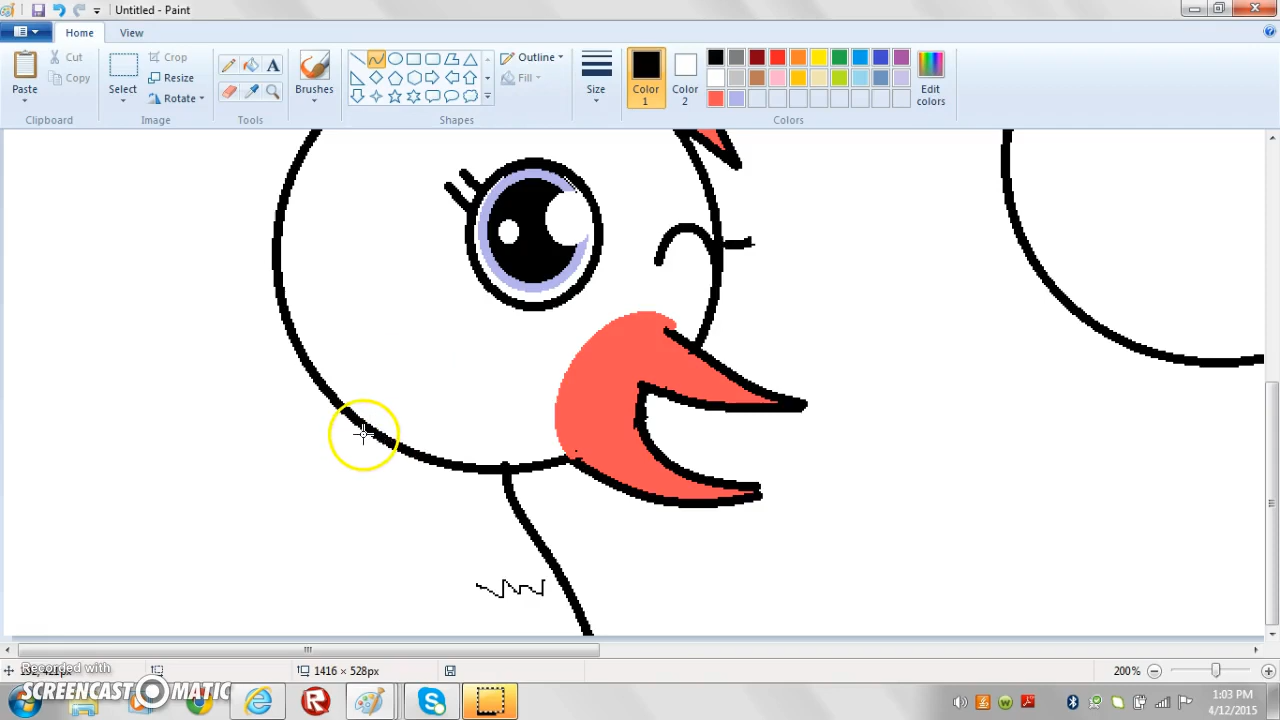 Untitled - Paint
Home View
Paste
Cut
Copy
Clipboard
Select
Crop
Resize
Rotate
Image
A
Tools
Brushes
Outline
Fill
Shapes
Size
Color 1
Color 2
Edit colors
Colors
1416 × 528px
200%
Recorded with
SCREENCAST MATIC
1:03 PM
4/12/2015